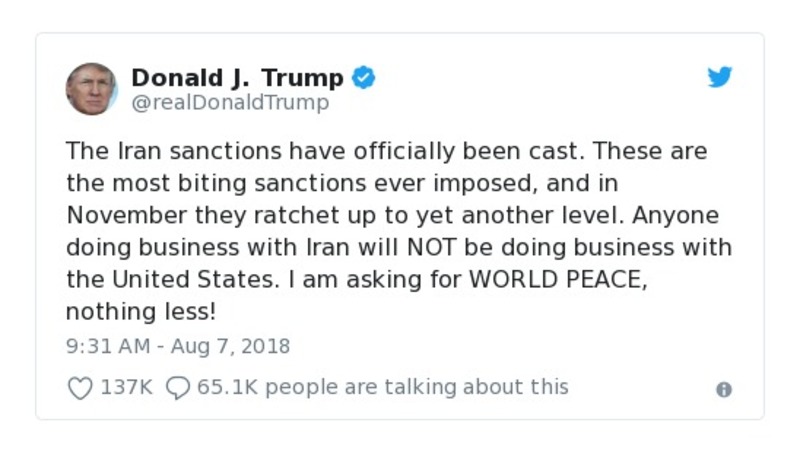 Donald J. Trump
@realDonaldTrump
The Iran sanctions have officially been cast. These are
the most biting sanctions ever imposed, and in
November they ratchet up to yet another level. Anyone
doing business with Iran will NOT be doing business with
the United States. I am asking for WORLD PEACE,
nothing less!
9:31 AM - Aug 7, 2018
137K 65.1K people are talking about this